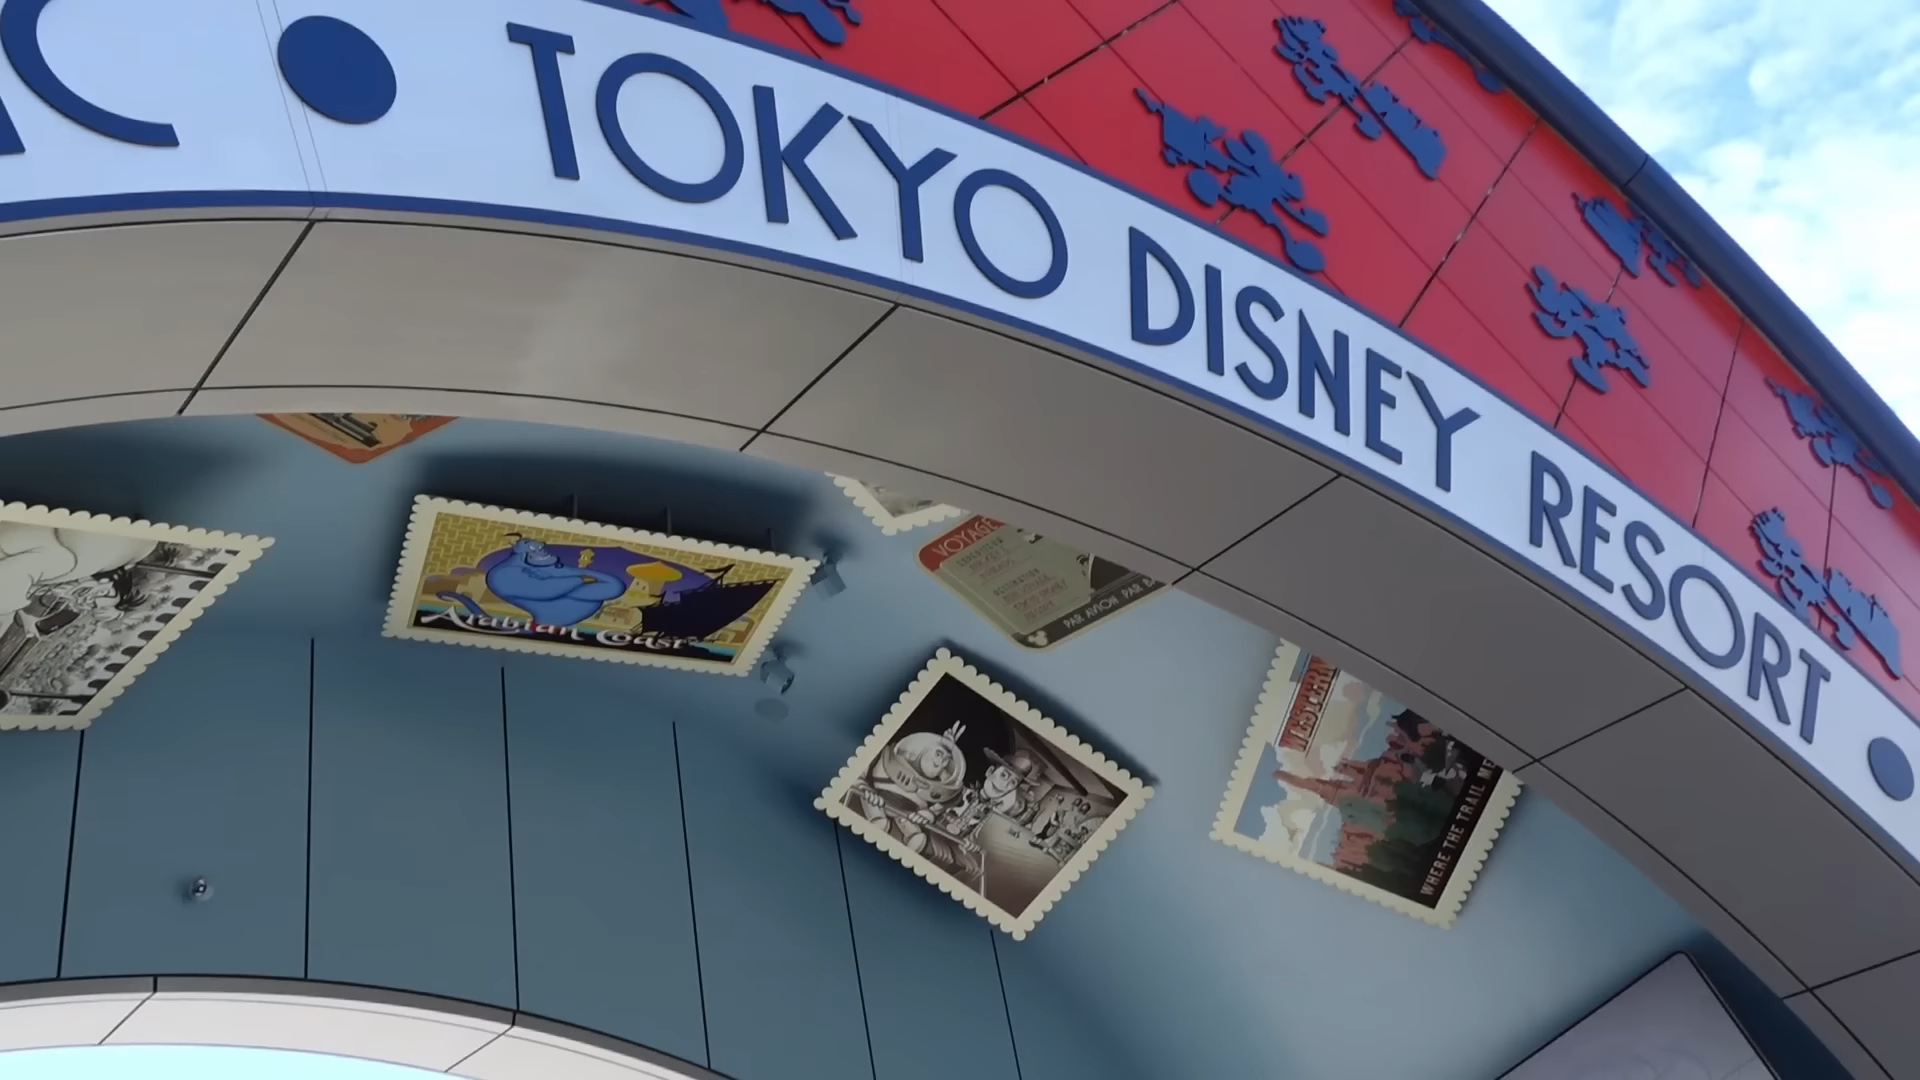 C • TOKYO DISNEY RESORT •
VOYAGE
Arabian Coast
PAR AVION PAR
WESTERN
WHERE THE TRAIL ME